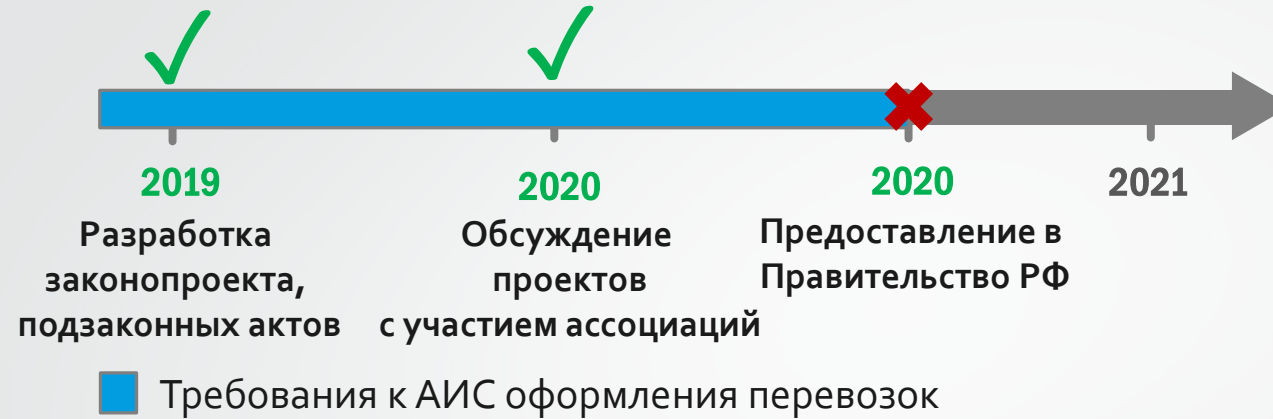 2019
Разработка
законопроекта,
подзаконных актов
2020
Обсуждение
проектов
с участием ассоциаций
2020
Предоставление в
Правительство РФ
2021
Требования к АИС оформления перевозок